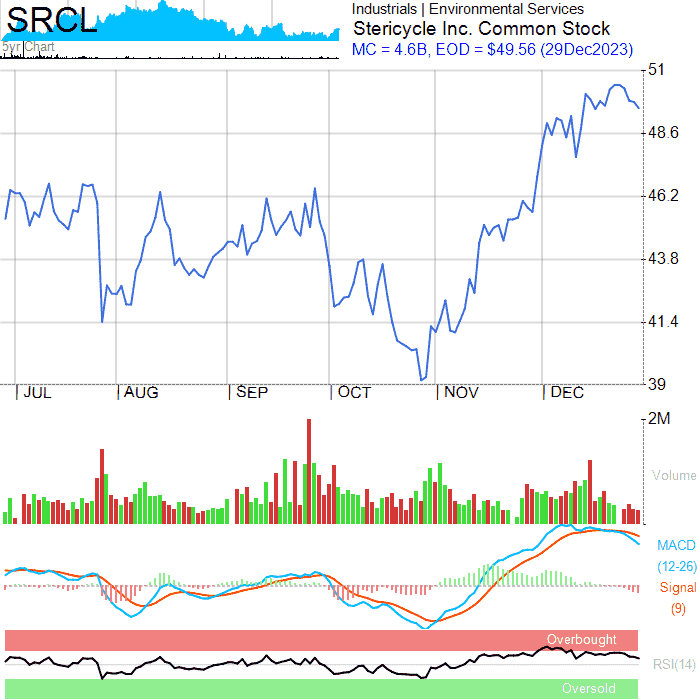 SRCL
5yr Chart
Industrials | Environmental Services
Stericycle Inc. Common Stock
MC = 4.6B, EOD = $49.56 (29Dec2023)
51
48.6
46.2
43.8
41.4
39
JUL AUG SEP OCT NOV DEC
2M
Volume
MACD
(12-26)
Signal
(9)
Overbought
RSI(14)
Oversold